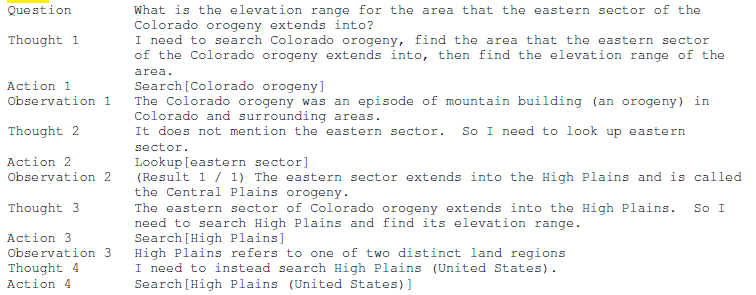 Question What is the elevation range for the area that the eastern sector of the
Colorado orogeny extends into?
Thought 1 I need to search Colorado orogeny, find the area that the eastern sector
of the Colorado orogeny extends into, then find the elevation range of the
area.
Action 1 Search[Colorado orogeny]
Observation 1 The Colorado orogeny was an episode of mountain building (an orogeny) in
Colorado and surrounding areas.
Thought 2 It does not mention the eastern sector. So I need to look up eastern
sector.
Action 2 Lookup[eastern sector]
Observation 2 (Result 1 / 1) The eastern sector extends into the High Plains and is called
the Central Plains orogeny.
Thought 3 The eastern sector of Colorado orogeny extends into the High Plains. So I
need to search High Plains and find its elevation range.
Action 3 Search[High Plains]
Observation 3 High Plains refers to one of two distinct land regions
Thought 4 I need to instead search High Plains (United States).
Action 4 Search[High Plains (United States)]